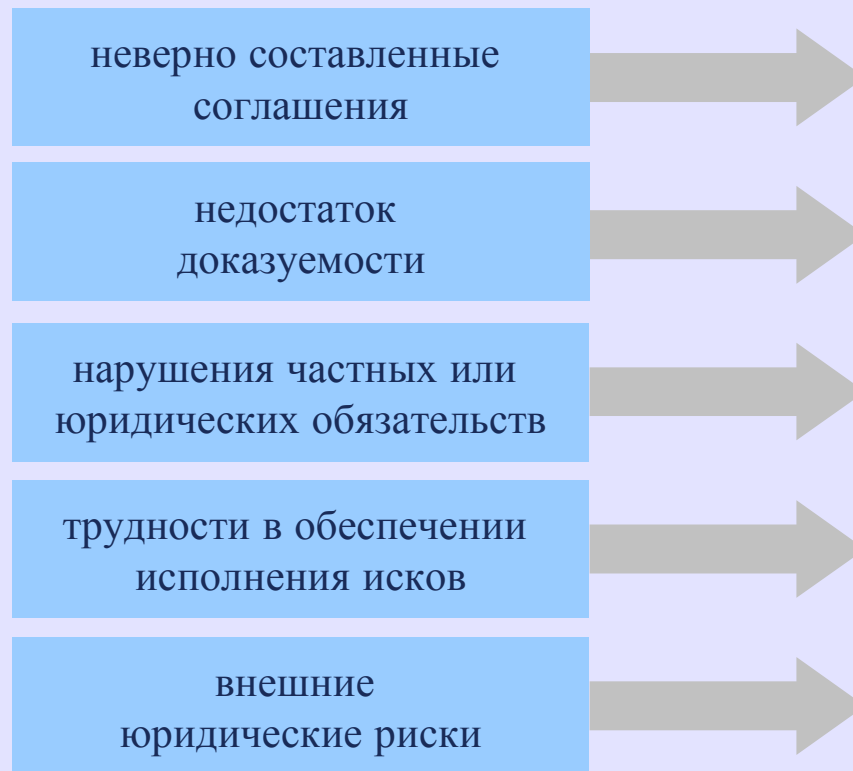 неверно составленные
соглашения
недостаток
доказуемости
нарушения частных или
юридических обязательств
трудности в обеспечении
исполнения исков
внешние
юридические риски